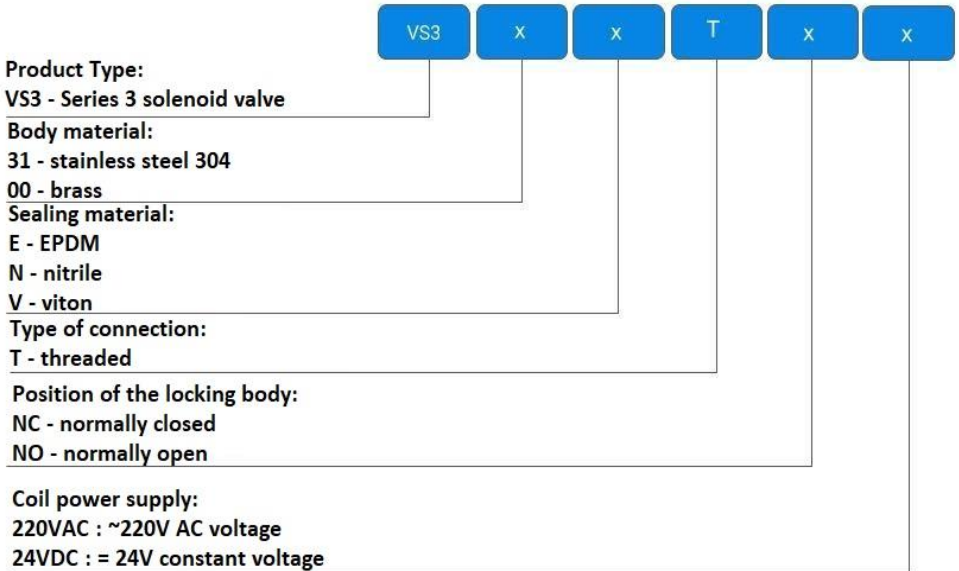 VS3 x x T x x
Product Type:
VS3 - Series 3 solenoid valve
Body material:
31 - stainless steel 304
00 - brass
Sealing material:
E - EPDM
N - nitrile
V - viton
Type of connection:
T - threaded
Position of the locking body:
NC - normally closed
NO - normally open
Coil power supply:
220VAC : ~220V AC voltage
24VDC : = 24V constant voltage